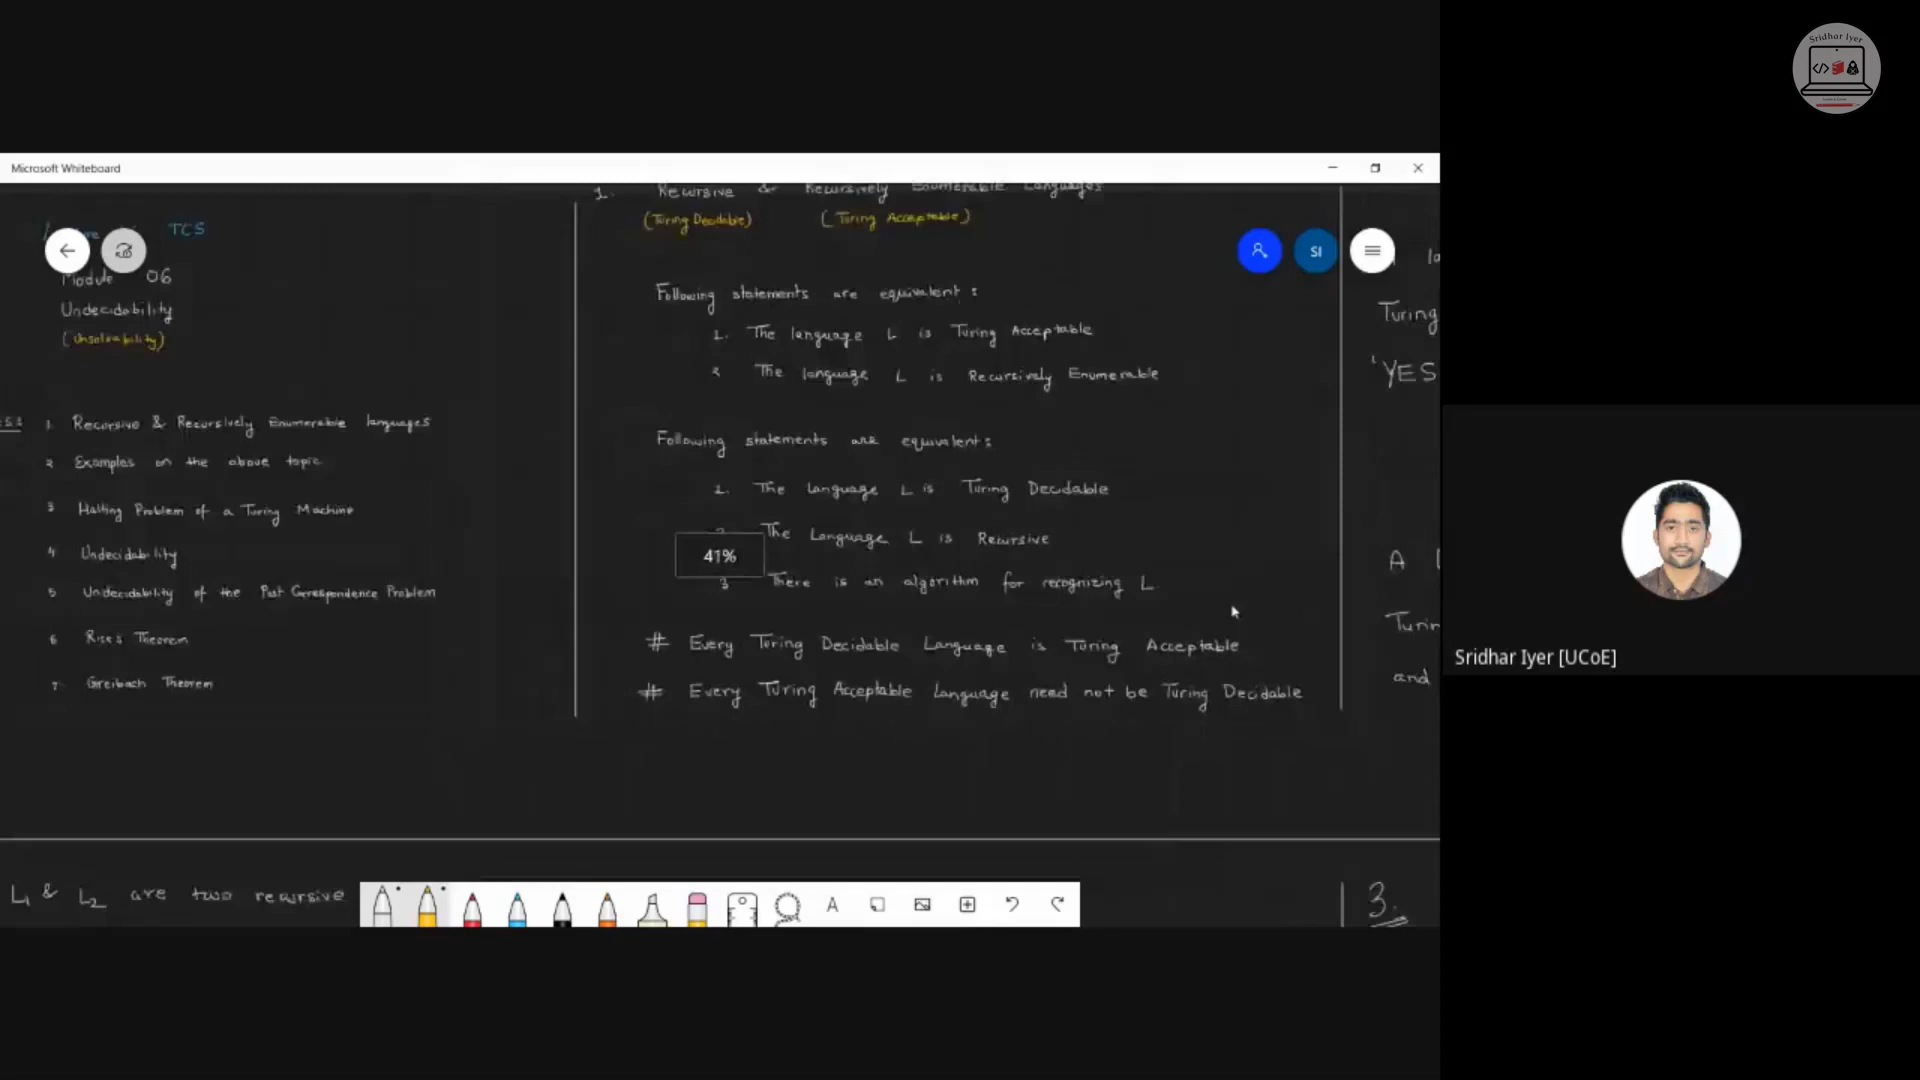 Sridhar Iyer
Microsoft Whiteboard
TCS
Module 06
Undecidability
(Unsolvability)
1. Recursive & Recursively Enumerable languages
2 Examples on the above topic
3 Halting Problem of a Turing Machine
4 Undecidability
5 Undecidability of the Post Correspondence Problem
6 Rice's Theorem
7 Greibach Theorem
1. Recursive & Recursively Enumerable Languages
(Turing Decidable) (Turing Acceptable)
Following statements are equivalent:
1. The language L is Turing Acceptable
2 The language L is Recursively Enumerable
Following statements are equivalent:
1. The language L is Turing Decidable
The Language L is Recursive
41%
3 There is an algorithm for recognizing L
# Every Turing Decidable Language is Turing Acceptable
# Every Turing Acceptable Language need not be Turing Decidable
SI
la
Turing
'YES
A
Turin
and
Sridhar Iyer [UCoE]
L1 & L2 are two recursive
A
3.